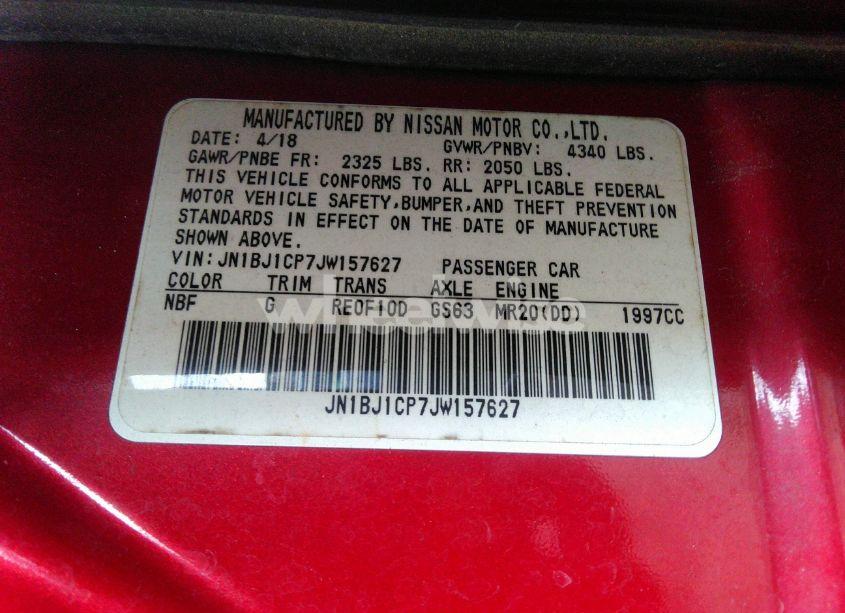 MANUFACTURED BY NISSAN MOTOR CO.,LTD.
DATE: 4/18 GVWR/PNBV: 4340 LBS.
GAWR/PNBE FR: 2325 LBS. RR: 2050 LBS.
THIS VEHICLE CONFORMS TO ALL APPLICABLE FEDERAL
MOTOR VEHICLE SAFETY,BUMPER,AND THEFT PREVENTION
STANDARDS IN EFFECT ON THE DATE OF MANUFACTURE
SHOWN ABOVE.
VIN:JN1BJ1CP7JW157627 PASSENGER CAR
COLOR TRIM TRANS AXLE ENGINE
NBF G RE0F10D GS63 MR20(DD) 1997CC
wheelwise
JN1BJ1CP7JW157627